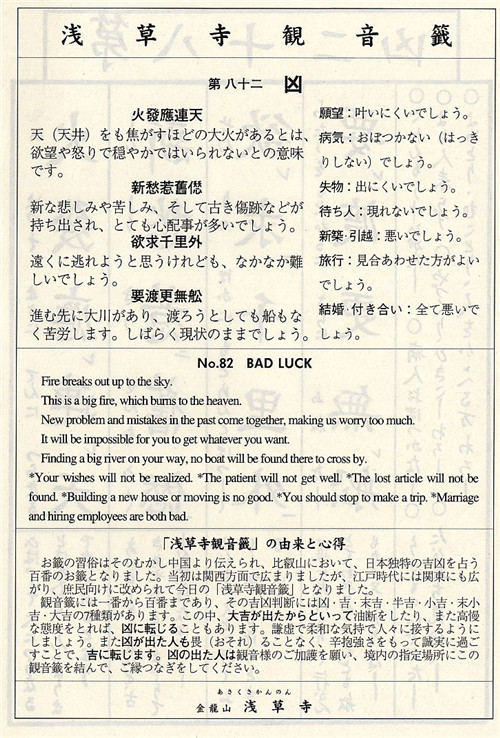 浅草寺観音籤
第八十二 凶
火發應連天
天（天井）をも焦がすほどの大火があるとは、
欲望や怒りで穏やかではいられないとの意味
です。
新愁惹舊愆
新な悲しみや苦しみ、そして古き傷跡などが
持ち出され、とても心配事が多いでしょう。
欲求千里外
遠くに逃れようと思うけれども、なかなか難
しいでしょう。
要渡更無舩
進む先に大川があり、渡ろうとしても船もな
く苦労します。しばらく現状のままでしょう。
願望：叶いにくいでしょう。
病気：おぼつかない（はっき
りしない）でしょう。
失物：出にくいでしょう。
待ち人：現れないでしょう。
新築・引越：悪いでしょう。
旅行：見合あわせた方がよい
でしょう。
結婚・付き合い：全て悪いで
しょう。
No.82 BAD LUCK
Fire breaks out up to the sky.
This is a big fire, which burns to the heaven.
New problem and mistakes in the past come together, making us worry too much.
It will be impossible for you to get whatever you want.
Finding a big river on your way, no boat will be found there to cross by.
*Your wishes will not be realized. *The patient will not get well. *The lost article will not be
found. *Building a new house or moving is no good. *You should stop to make a trip. *Marriage
and hiring employees are both bad.
「浅草寺観音籤」の由来と心得
お籤の習俗はそのむかし中国より伝えられ、比叡山において、日本独特の吉凶を占う
百番のお籤となりました。当初は関西方面で広まりましたが、江戸時代には関東にも広
がり、庶民向けに改められて今日の「浅草寺観音籤」となりました。
観音籤には一番から百番まであり、その吉凶判断には凶・吉・末吉・半吉・小吉・末小
吉・大吉の7種類があります。この中、大吉が出たからといって油断をしたり、また高慢
な態度をとれば、凶に転じることもあります。謙虚で柔和な気持で人々に接するように
しましょう。また凶が出た人も畏（おそれ）ることなく、辛抱強さをもって誠実に過ご
すことで、吉に転じます。凶の出た人は観音様のご加護を願い、境内の指定場所にこの
観音籤を結んで、ご縁つなぎをしてください。
あさくさかんのん
金龍山 浅草寺